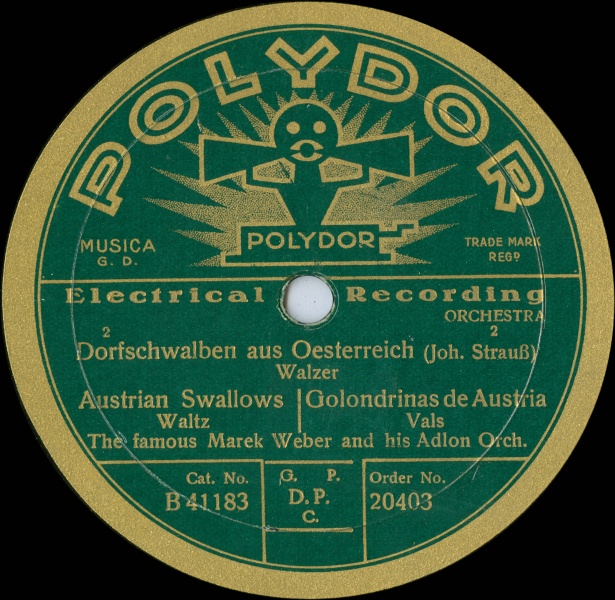 POLYDOR
POLYDOR
MUSICA
G. D.
TRADE MARK
REGD
Electrical Recording
ORCHESTRA
2 2
Dorfschwalben aus Oesterreich (Joh. Strauß)
Walzer
Austrian Swallows | Golondrinas de Austria
Waltz Vals
The famous Marek Weber and his Adlon Orch.
Cat. No. G. P. Order No.
B 41183 D. P. 20403
C.